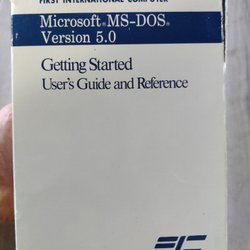 FIRST INTERNATIONAL COMPUTER
Microsoft® MS-DOS®
Version 5.0
Getting Started
User's Guide and Reference